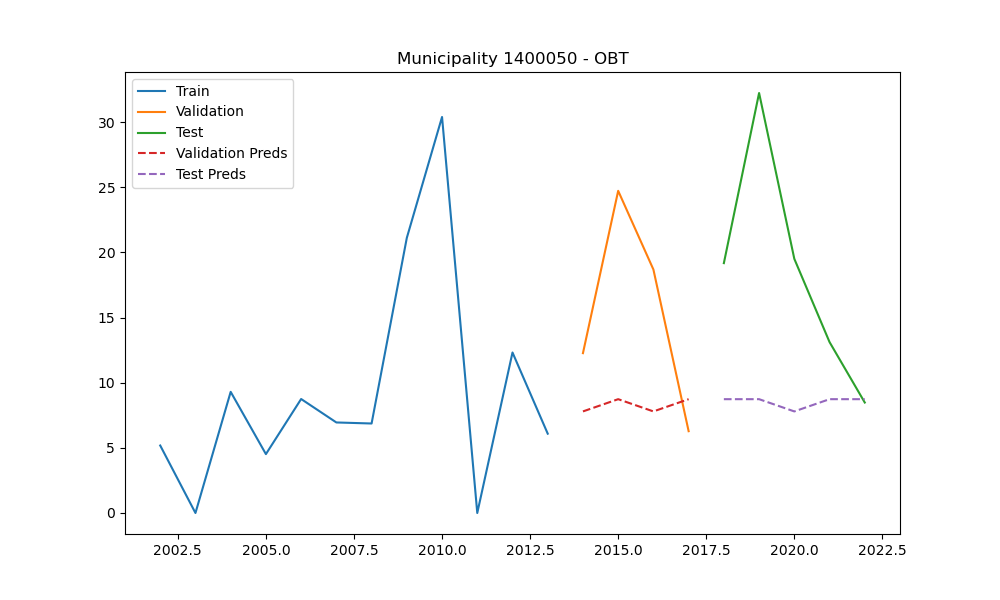 Municipality 1400050 - OBT
Train
Validation
Test
Validation Preds
Test Preds
30
25
20
15
10
5
0
2002.5 2005.0 2007.5 2010.0 2012.5 2015.0 2017.5 2020.0 2022.5